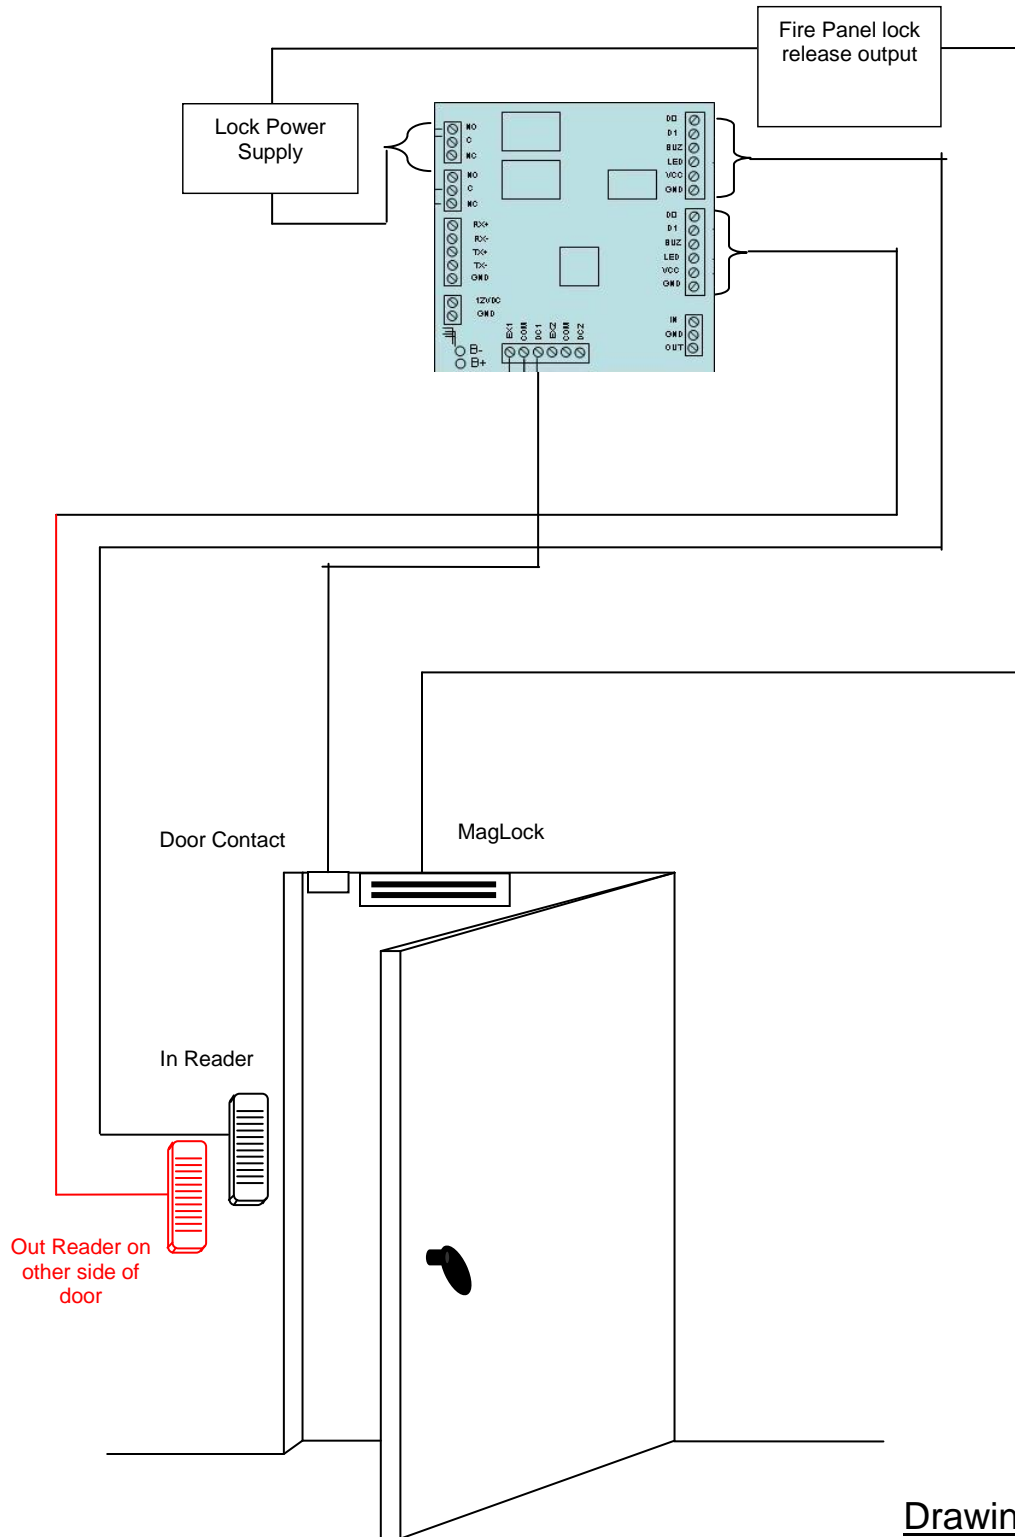 Fire Panel lock
release output
Lock Power
Supply
NO
C
NC
NO
C
NC
RX+
RX-
TX+
TX-
GND
12VDC
GND
B-
B+
EX1
COM
DC1
EX2
COM
DC2
D0
D1
BUZ
LED
VCC
GND
D0
D1
BUZ
LED
VCC
GND
IN
GND
OUT
Door Contact
MagLock
In Reader
Out Reader on
other side of
door
Drawin